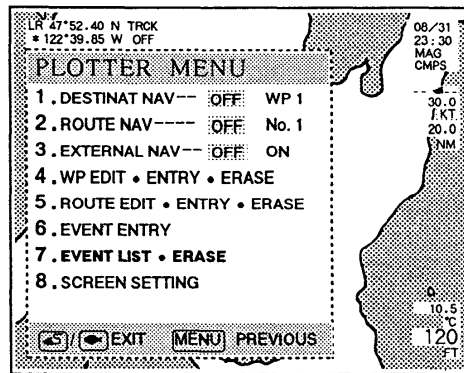 LR 47°52.40 N TRCK
* 122°39.85 W OFF
PLOTTER MENU
1. DESTINAT NAV-- OFF WP 1
2. ROUTE NAV---- OFF No. 1
3. EXTERNAL NAV-- OFF ON
4. WP EDIT • ENTRY • ERASE
5. ROUTE EDIT • ENTRY • ERASE
6. EVENT ENTRY
7. EVENT LIST • ERASE
8. SCREEN SETTING
/ EXIT MENU PREVIOUS
08/31
23:30
MAG
CMPS
30.0
KT
20.0
NM
10.5
°C
120
FT